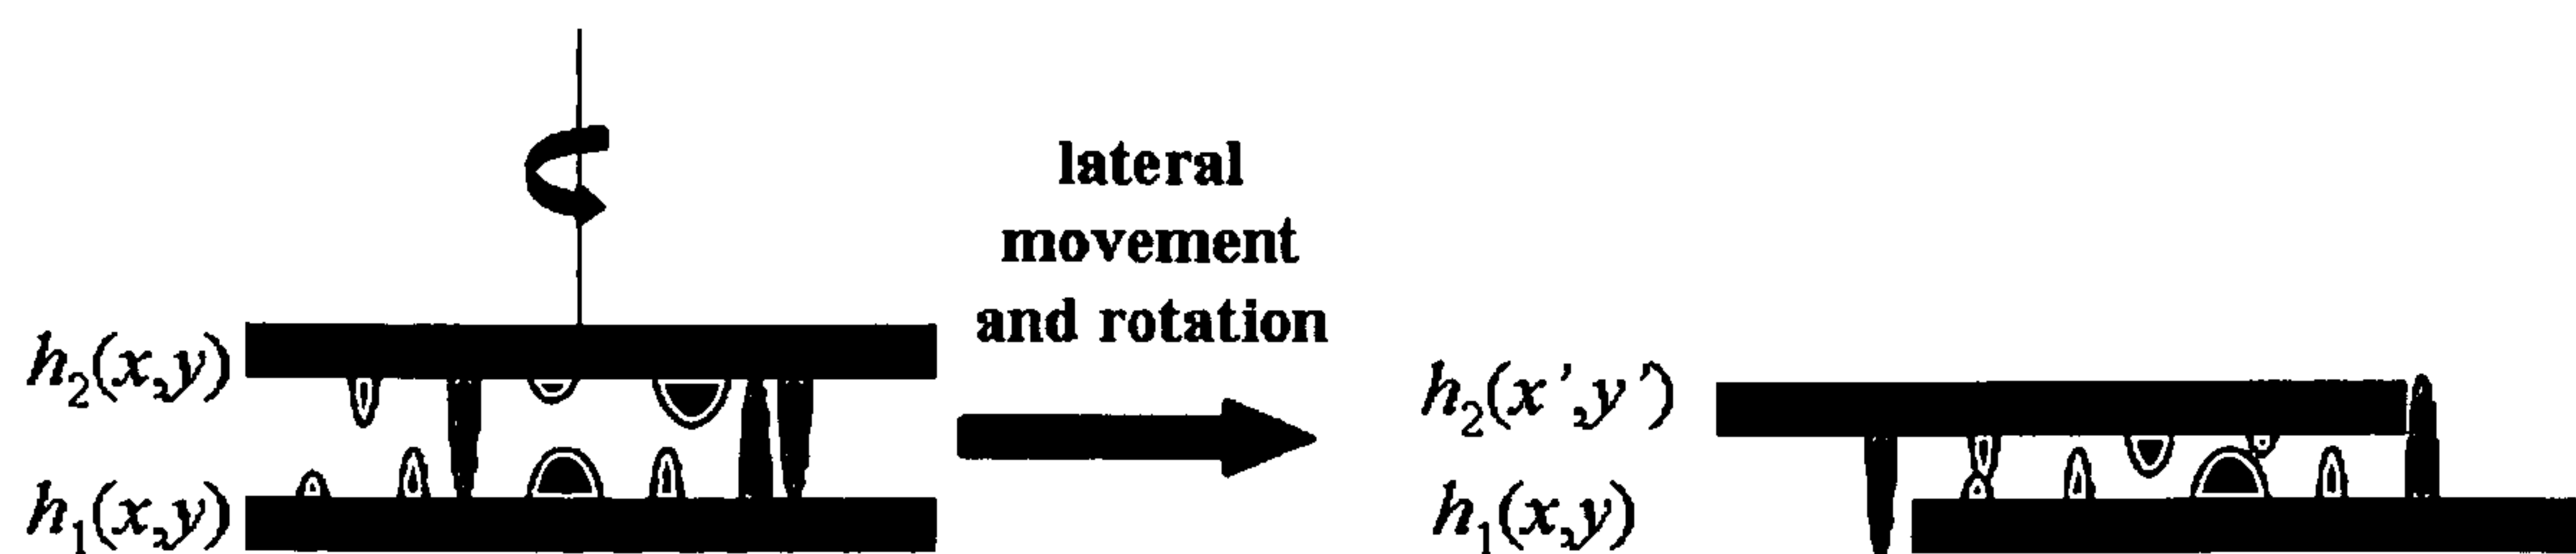 lateral
movement
and rotation
h₂(x,y)
h₂(x’,y’)
h₁(x,y)
h₁(x,y)